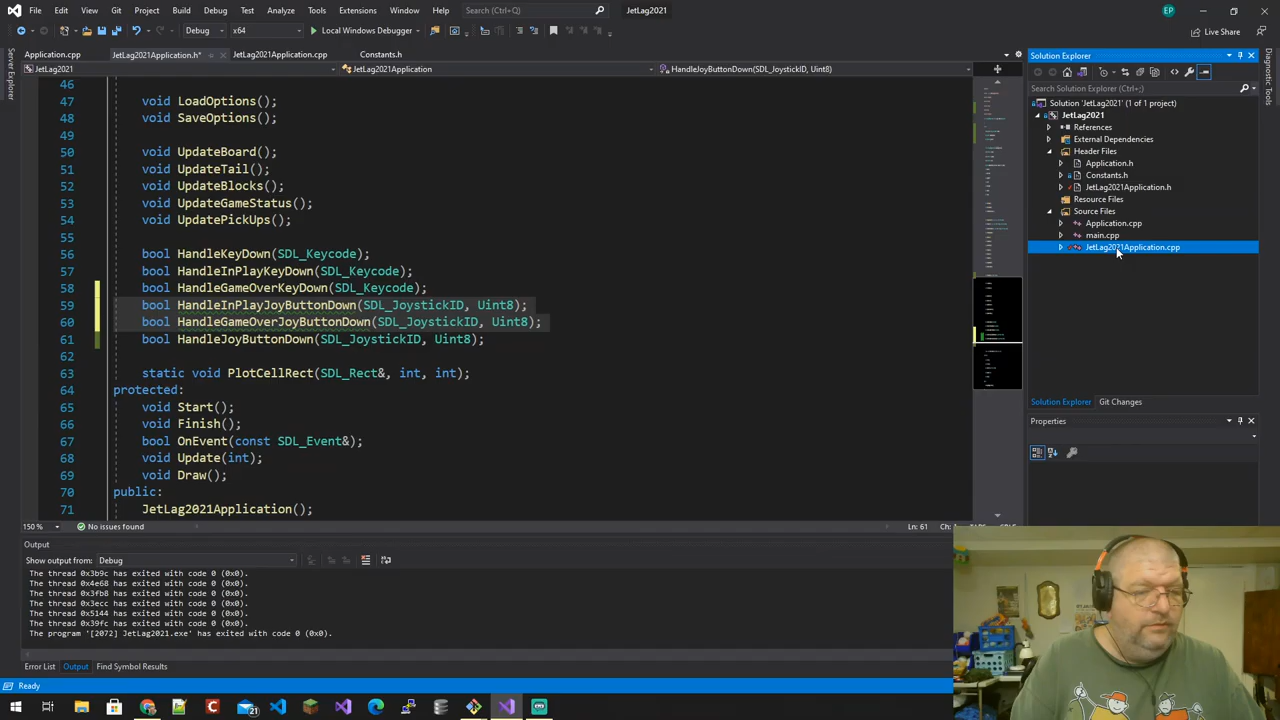 File Edit View Git Project Build Debug Test Analyze Tools Extensions Window Help Search (Ctrl+Q) JetLag2021 EP
Debug x64 Local Windows Debugger Live Share
Application.cpp JetLag2021Application.h* JetLag2021Application.cpp Constants.h
JetLag2021 JetLag2021Application HandleJoyButtonDown(SDL_JoystickID, Uint8)
Server Explorer
46
47 void LoadOptions();
48 void SaveOptions();
49
50 void UpdateBoard();
51 void UpdateTail();
52 void UpdateBlocks();
53 void UpdateGameStatus();
54 void UpdatePickUps();
55
56 bool HandleKeyDown(SDL_Keycode);
57 bool HandleInPlayKeyDown(SDL_Keycode);
58 bool HandleGameOverKeyDown(SDL_Keycode);
59 bool HandleInPlayJoyButtonDown(SDL_JoystickID, Uint8);
60 bool HandleGameOverJoyButtonDown(SDL_JoystickID, Uint8);
61 bool HandleJoyButtonDown(SDL_JoystickID, Uint8);
62
63 static void PlotCellRect(SDL_Rect&, int, int);
64 protected:
65 void Start();
66 void Finish();
67 bool OnEvent(const SDL_Event&);
68 void Update(int);
69 void Draw();
70 public:
71 JetLag2021Application();
150 % No issues found Ln: 61 Ch:
Output
Show output from: Debug
The thread 0x3b9c has exited with code 0 (0x0).
The thread 0x4e68 has exited with code 0 (0x0).
The thread 0x3fb8 has exited with code 0 (0x0).
The thread 0x3ecc has exited with code 0 (0x0).
The thread 0x5144 has exited with code 0 (0x0).
The thread 0x39fc has exited with code 0 (0x0).
The program '[2072] JetLag2021.exe' has exited with code 0 (0x0).
Error List Output Find Symbol Results
Ready
Solution Explorer
Search Solution Explorer (Ctrl+;)
Solution 'JetLag2021' (1 of 1 project)
JetLag2021
References
External Dependencies
Header Files
Application.h
Constants.h
JetLag2021Application.h
Resource Files
Source Files
Application.cpp
main.cpp
JetLag2021Application.cpp
Solution Explorer Git Changes
Properties
Diagnostic Tools